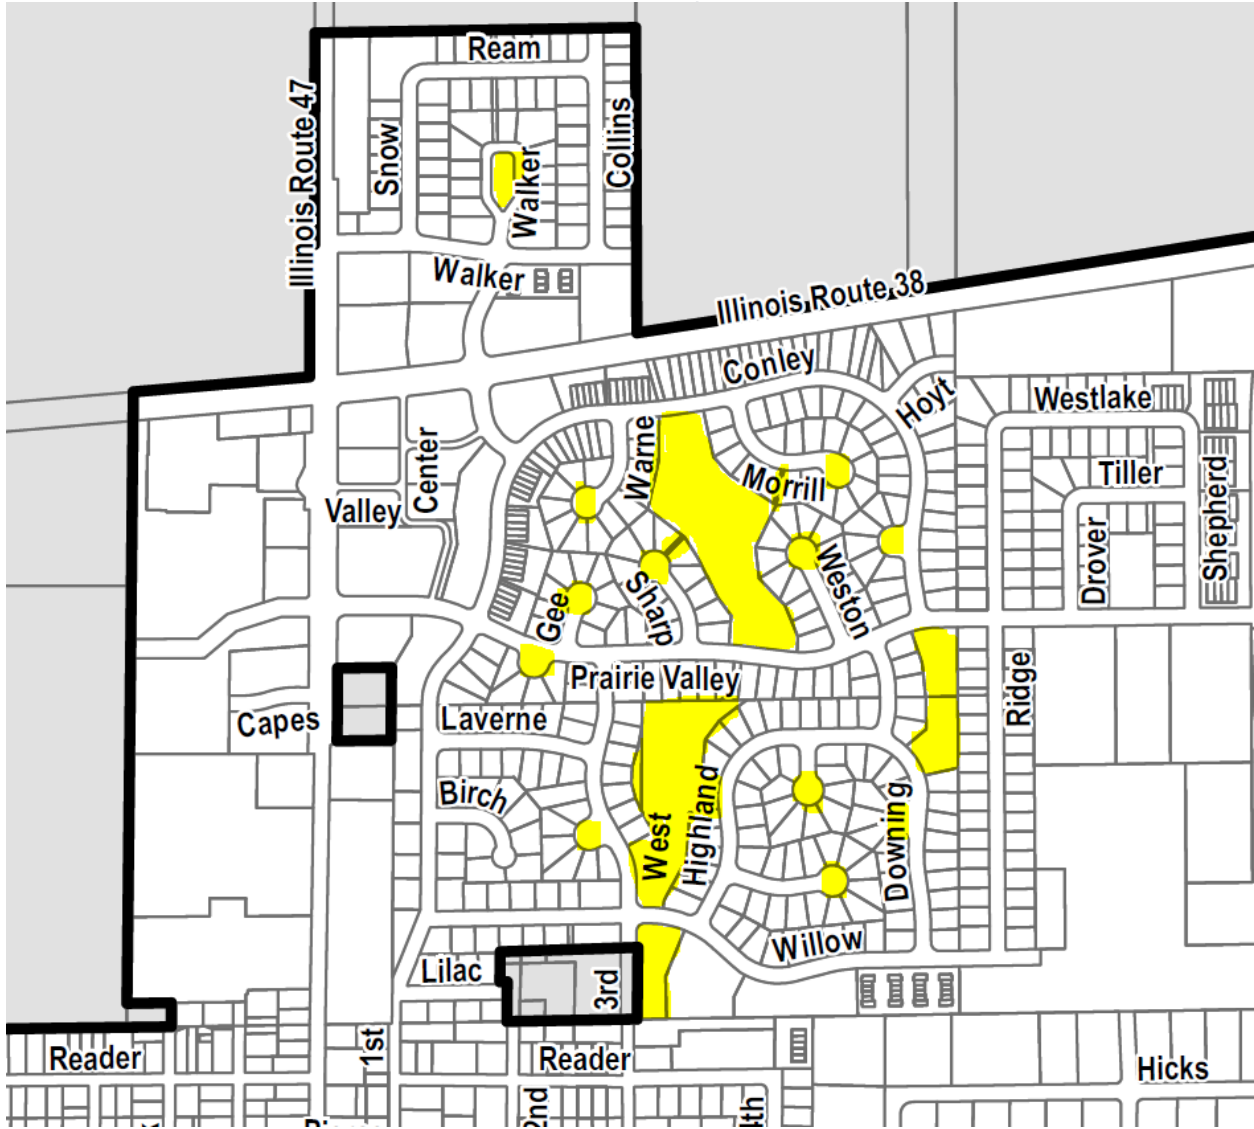 Ream
Illinois Route 47
Snow
Walker
Collins
Walker
Illinois Route 38
Conley
Hoyt
Westlake
Warne
Center
Morrill
Tiller
Shepherd
Valley
Drover
Weston
Sharp
Gee
Prairie Valley
Ridge
Capes
Laverne
Birch
Highland
Downing
West
Willow
Lilac
3rd
1st
Reader
Reader
Hicks
2nd
4th